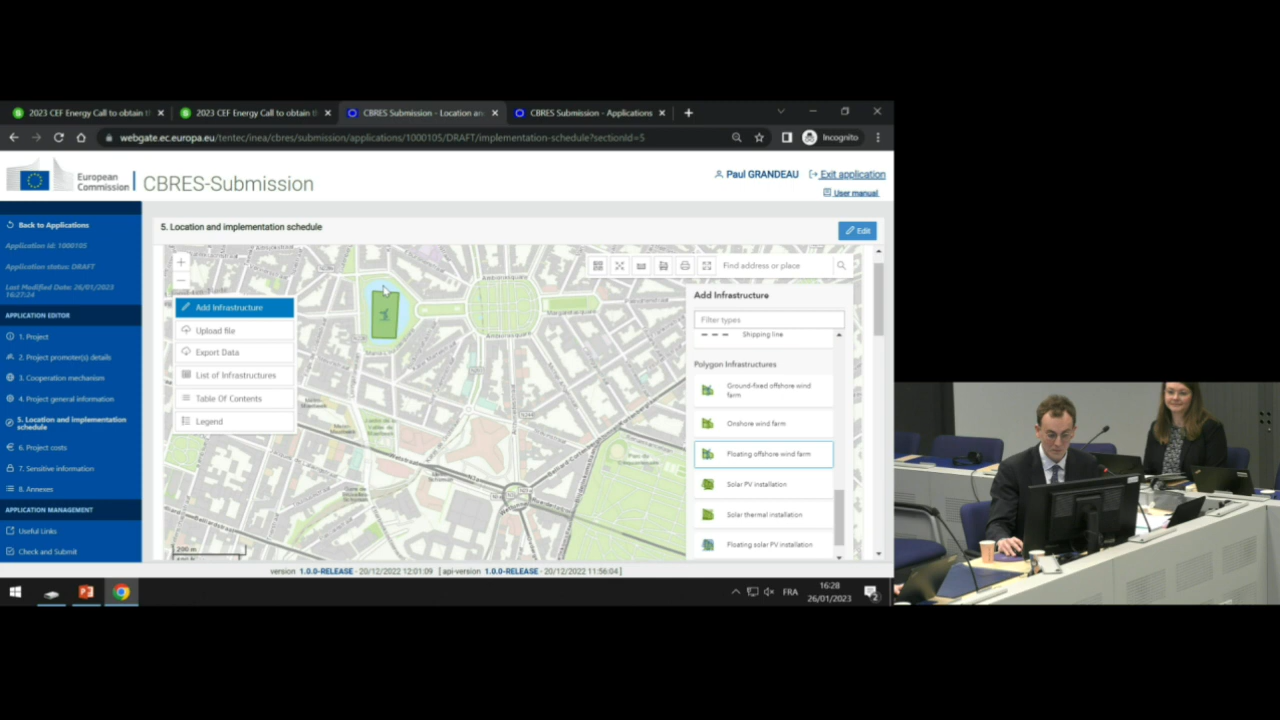 2023 CEF Energy Call to obtain t
2023 CEF Energy Call to obtain t
CBRES Submission - Location an
CBRES Submission - Applications
webgate.ec.europa.eu/tentec/inea/cbres/submission/applications/1000105/DRAFT/implementation-schedule?sectionId=5
Incognito
European
Commission
CBRES-Submission
Paul GRANDEAU
Exit application
User manual
Back to Applications
Application id: 1000105
Application status: DRAFT
Last Modified Date: 26/01/2023
16:27:24
APPLICATION EDITOR
1. Project
2. Project promoter(s) details
3. Cooperation mechanism
4. Project general information
5. Location and implementation
schedule
6. Project costs
7. Sensitive information
8. Annexes
APPLICATION MANAGEMENT
Useful Links
Check and Submit
5. Location and implementation schedule
Edit
Find address or place
Add Infrastructure
Upload file
Export Data
List of Infrastructures
Table Of Contents
Legend
200 m
Add Infrastructure
Filter types
Shipping line
Polygon Infrastructures
Ground-fixed offshore wind
farm
Onshore wind farm
Floating offshore wind farm
Solar PV installation
Solar thermal installation
Floating solar PV installation
version 1.0.0-RELEASE - 20/12/2022 12:01:09 [ api-version 1.0.0-RELEASE - 20/12/2022 11:56:04 ]
FRA
16:28
26/01/2023